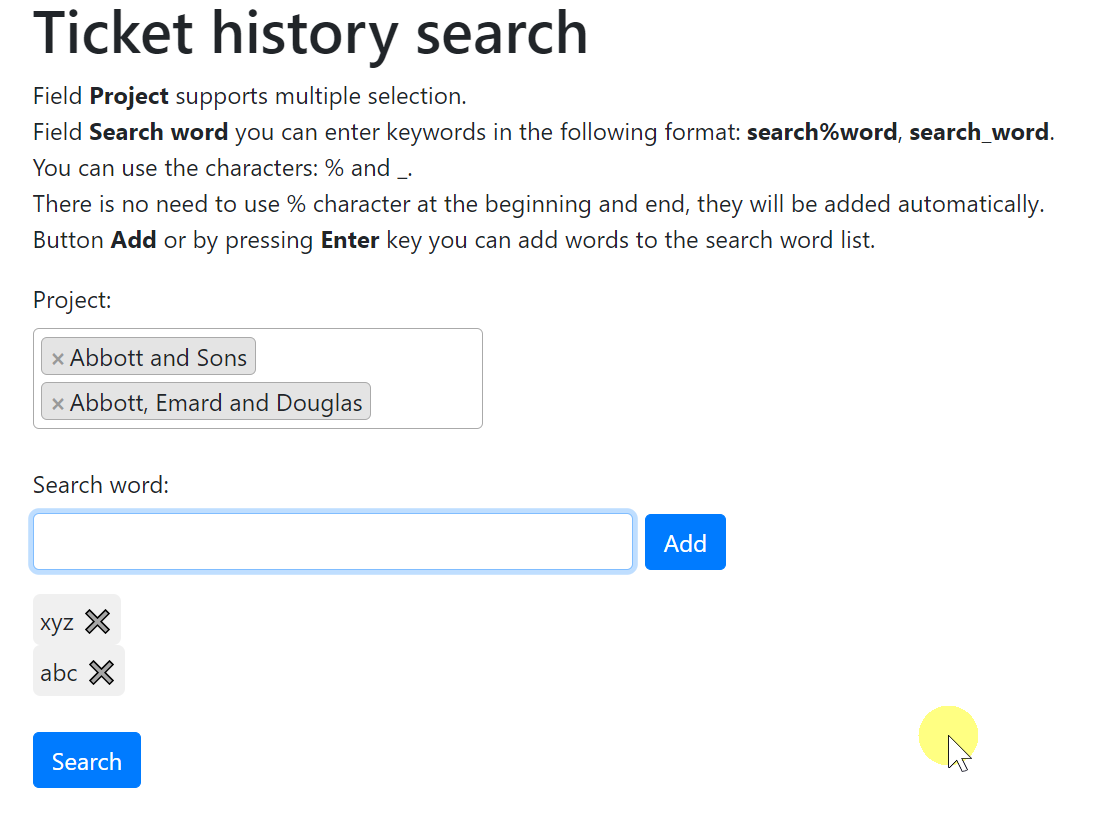 Ticket history search
Field Project supports multiple selection.
Field Search word you can enter keywords in the following format: search%word, search_word.
You can use the characters: % and _.
There is no need to use % character at the beginning and end, they will be added automatically.
Button Add or by pressing Enter key you can add words to the search word list.
Project:
× Abbott and Sons
× Abbott, Emard and Douglas
Search word:
Add
xyz
abc
Search